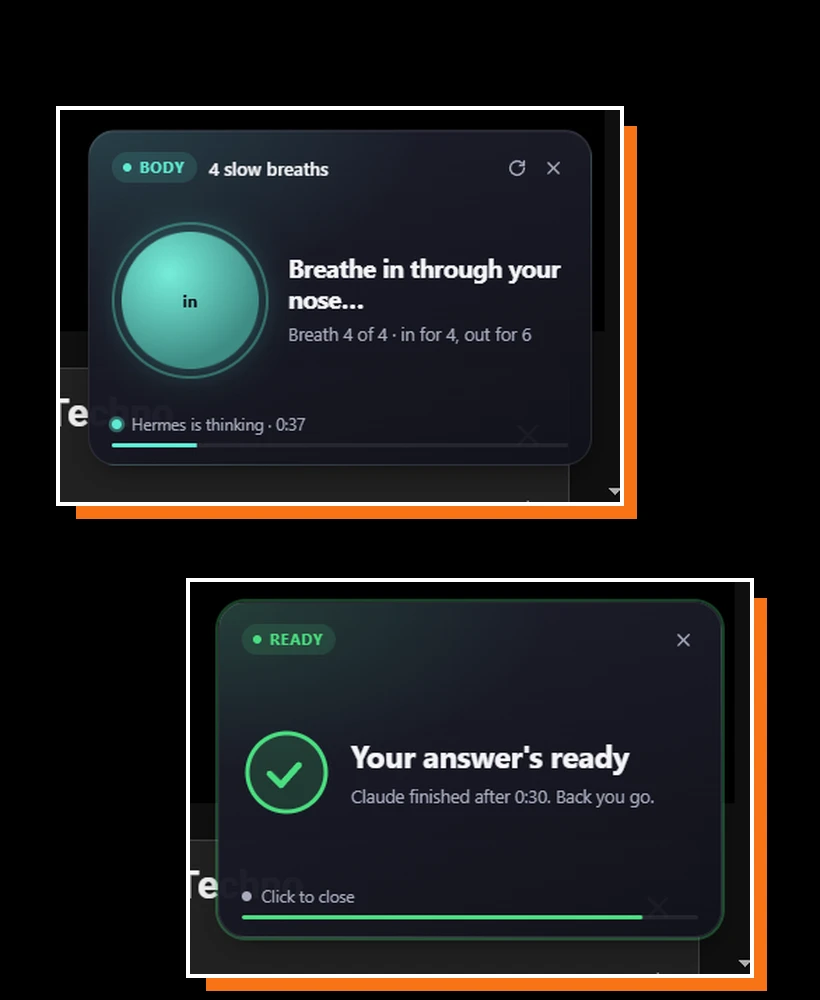 BODY 4 slow breaths
in
Breathe in through your
nose...
Breath 4 of 4 · in for 4, out for 6
Techno
Hermes is thinking · 0:37
READY
Your answer's ready
Claude finished after 0:30. Back you go.
Techno
Click to close